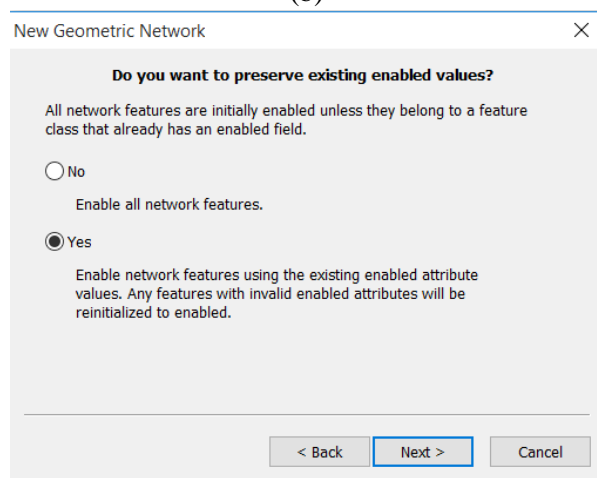 New Geometric Network
Do you want to preserve existing enabled values?
All network features are initially enabled unless they belong to a feature
class that already has an enabled field.
No
Enable all network features.
Yes
Enable network features using the existing enabled attribute
values. Any features with invalid enabled attributes will be
reinitialized to enabled.
< Back Next > Cancel